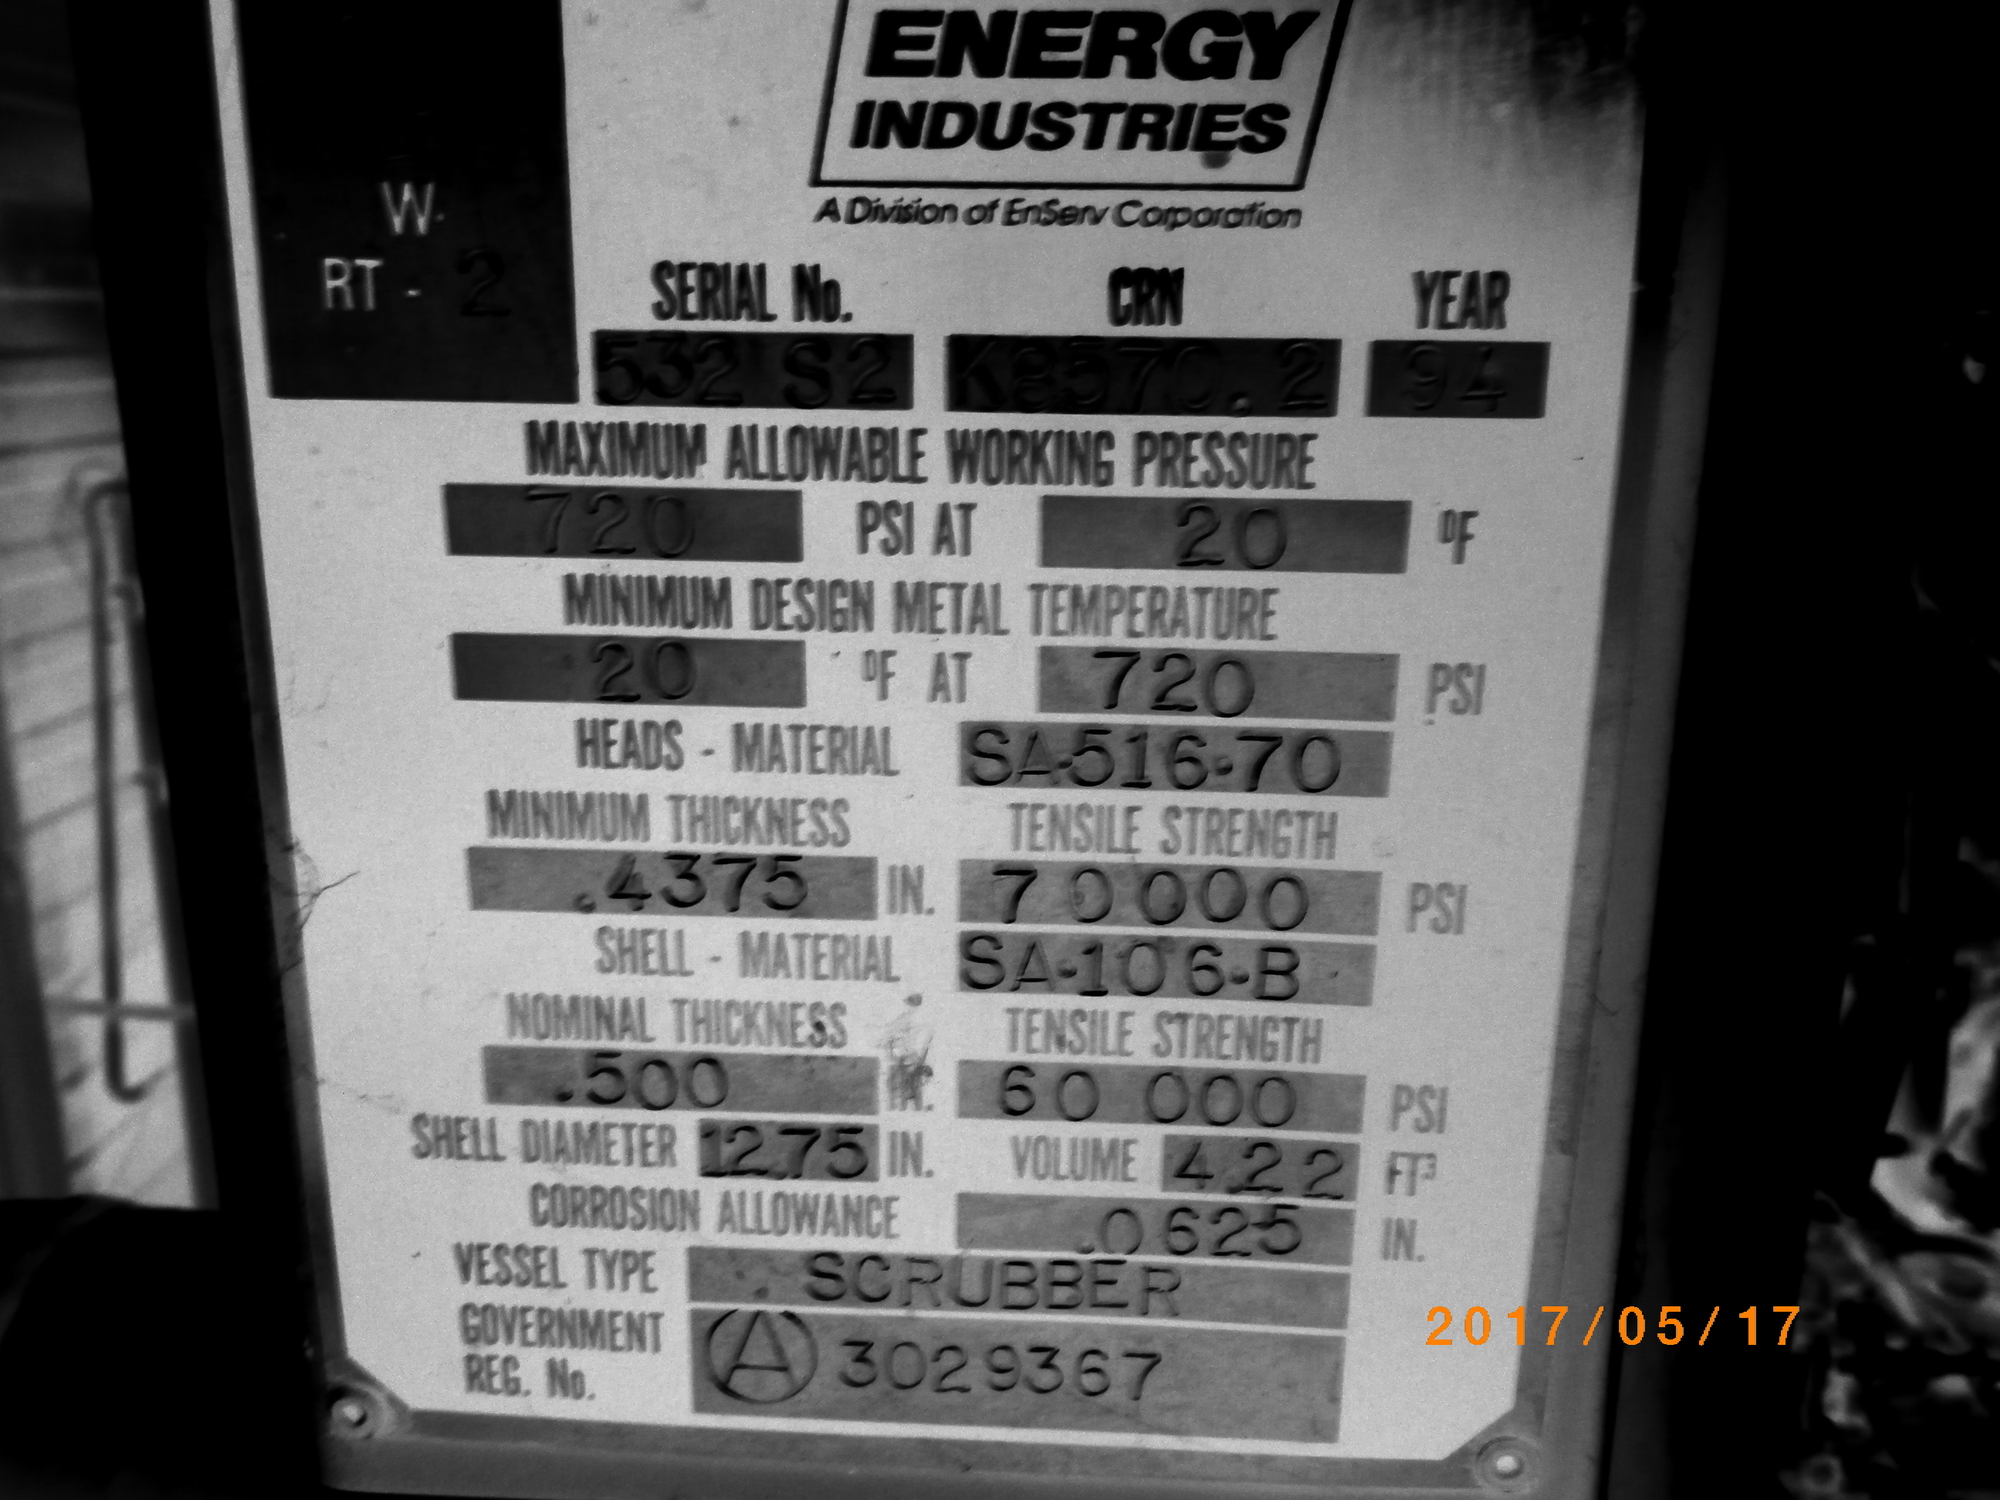 ENERGY
INDUSTRIES
A Division of EnServ Corporation
W
RT - 2
SERIAL No. CRN YEAR
532 S2 K8570.2 94
MAXIMUM ALLOWABLE WORKING PRESSURE
720 PSI AT 20 ºF
MINIMUM DESIGN METAL TEMPERATURE
20 ºF AT 720 PSI
HEADS - MATERIAL SA-516-70
MINIMUM THICKNESS TENSILE STRENGTH
.4375 IN. 70000 PSI
SHELL - MATERIAL SA-106-B
NOMINAL THICKNESS TENSILE STRENGTH
.500 IN. 60 000 PSI
SHELL DIAMETER 12.75 IN. VOLUME 4.22 FT³
CORROSION ALLOWANCE .0625 IN.
VESSEL TYPE SCRUBBER
GOVERNMENT
REG. No. A 3029367
2017/05/17